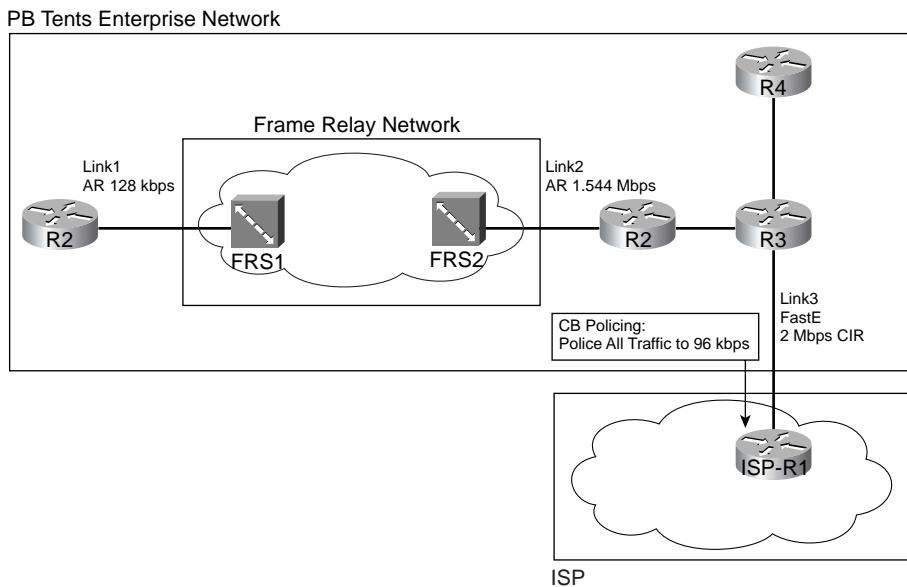 PB Tents Enterprise Network
R4
Frame Relay Network
Link1
AR 128 kbps
Link2
AR 1.544 Mbps
R2
FRS1
FRS2
R2
R3
Link3
FastE
2 Mbps CIR
CB Policing:
Police All Traffic to 96 kbps
ISP-R1
ISP